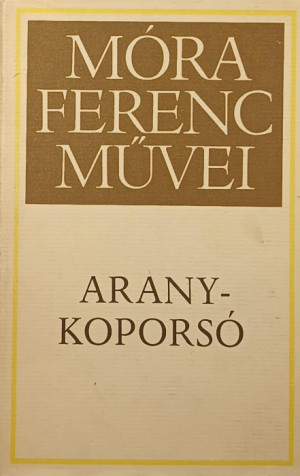 MÓRA
FERENC
MŰVEI
ARANY-
KOPORSÓ